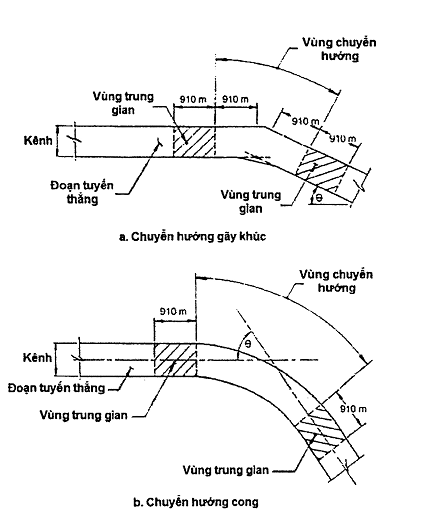 Vùng chuyển
hướng
Vùng trung
gian
910 m
910 m
910 m
910 m
Kênh
Đoạn tuyến
thẳng
Vùng trung
gian
θ
a. Chuyển hướng gãy khúc
Vùng chuyển
hướng
910 m
θ
Kênh
Đoạn tuyến thẳng
Vùng trung gian
910 m
Vùng trung gian
b. Chuyển hướng cong